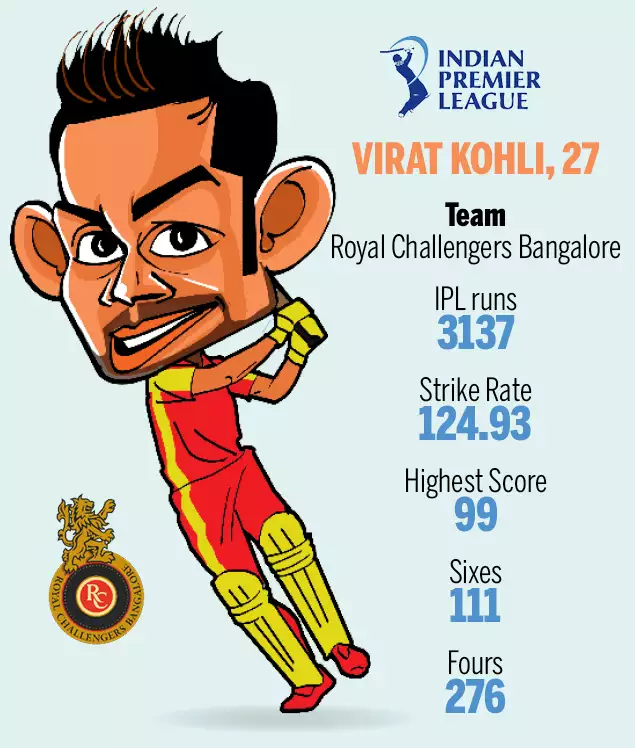 INDIAN
PREMIER
LEAGUE
VIRAT KOHLI, 27
Team
Royal Challengers Bangalore
IPL runs
3137
Strike Rate
124.93
Highest Score
99
Sixes
111
Fours
276
RC
ROYAL CHALLENGERS BANGALORE